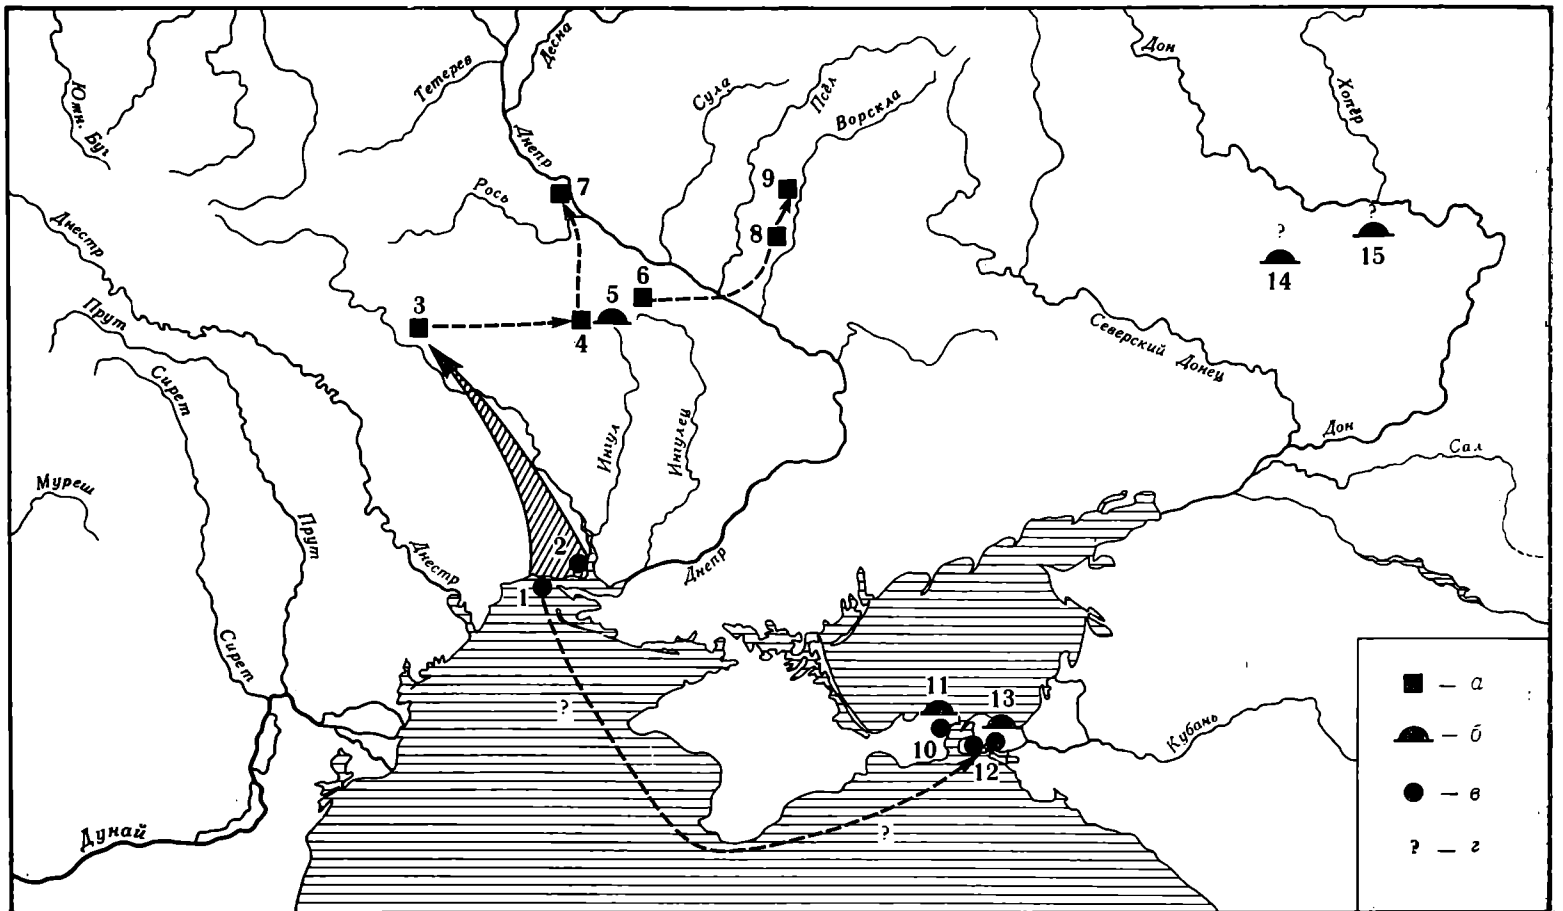 Южн. Буг
Тетерев
Десна
Днепр
Сула
Псёл
Ворскла
Дон
Хопёр
Рось
Днестр
Прут
Сирет
Муреш
7
9
8
6
5
4
3
?
14
?
15
Северский Донец
Дон
Сал
Ингул
Ингулец
Прут
Днестр
Днепр
2
1
Сирет
?
?
11
13
10
12
Кубань
Дунай
– а
– б
– в
? – г